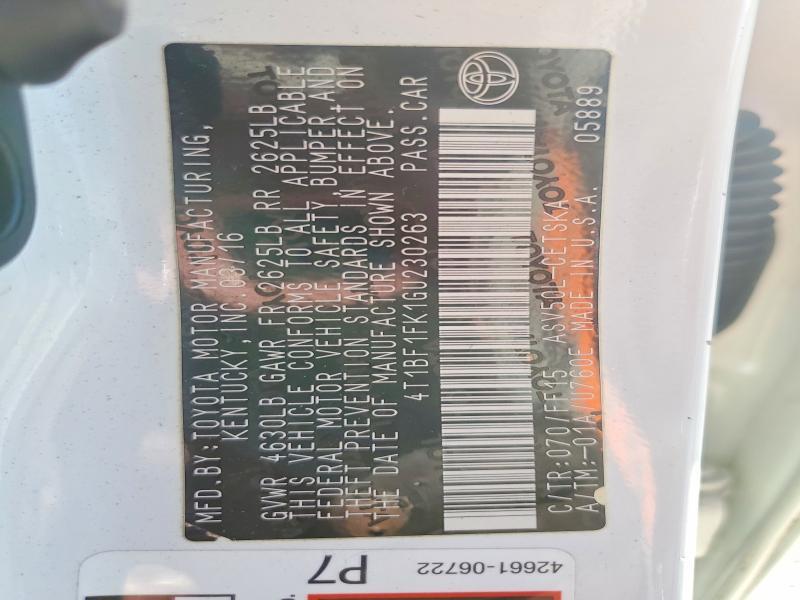 MFD.BY:TOYOTA MOTOR MANUFACTURING,
KENTUCKY,INC. 03/16
GVWR 4630LB GAWR FR 2625LB RR 2625LB
THIS VEHICLE CONFORMS TO ALL APPLICABLE
FEDERAL MOTOR VEHICLE SAFETY, BUMPER, AND
THEFT PREVENTION STANDARDS IN EFFECT ON
THE DATE OF MANUFACTURE SHOWN ABOVE.
4T1BF1FK1GU230263 PASS.CAR
C/TR:070/FF15 ASV50L-CETSKA
A/TM:-01A/U760E MADE IN U.S.A. 05889
TOYOTA
TOYOTA
TOYOTA
P7
42661-06722